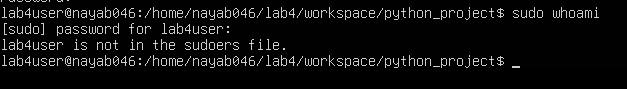 lab4user@nayab046:/home/nayab046/lab4/workspace/python_project$ sudo whoami
[sudo] password for lab4user:
lab4user is not in the sudoers file.
lab4user@nayab046:/home/nayab046/lab4/workspace/python_project$ _